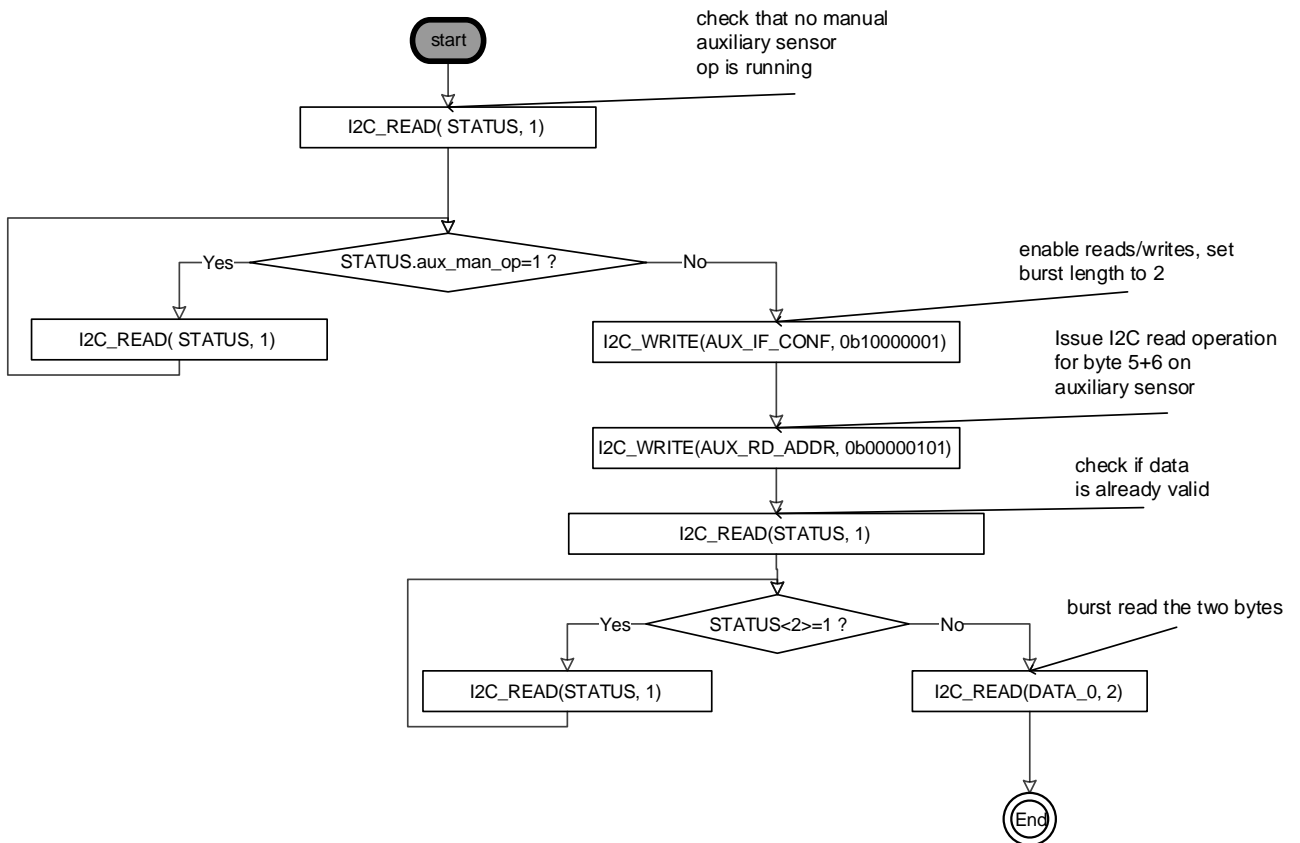 check that no manual
auxiliary sensor
op is running
start
I2C_READ( STATUS, 1)
STATUS.aux_man_op=1 ?
Yes
No
enable reads/writes, set
burst length to 2
I2C_READ( STATUS, 1)
I2C_WRITE(AUX_IF_CONF, 0b10000001)
Issue I2C read operation
for byte 5+6 on
auxiliary sensor
I2C_WRITE(AUX_RD_ADDR, 0b00000101)
check if data
is already valid
I2C_READ(STATUS, 1)
burst read the two bytes
Yes
STATUS<2>=1 ?
No
I2C_READ(STATUS, 1)
I2C_READ(DATA_0, 2)
End